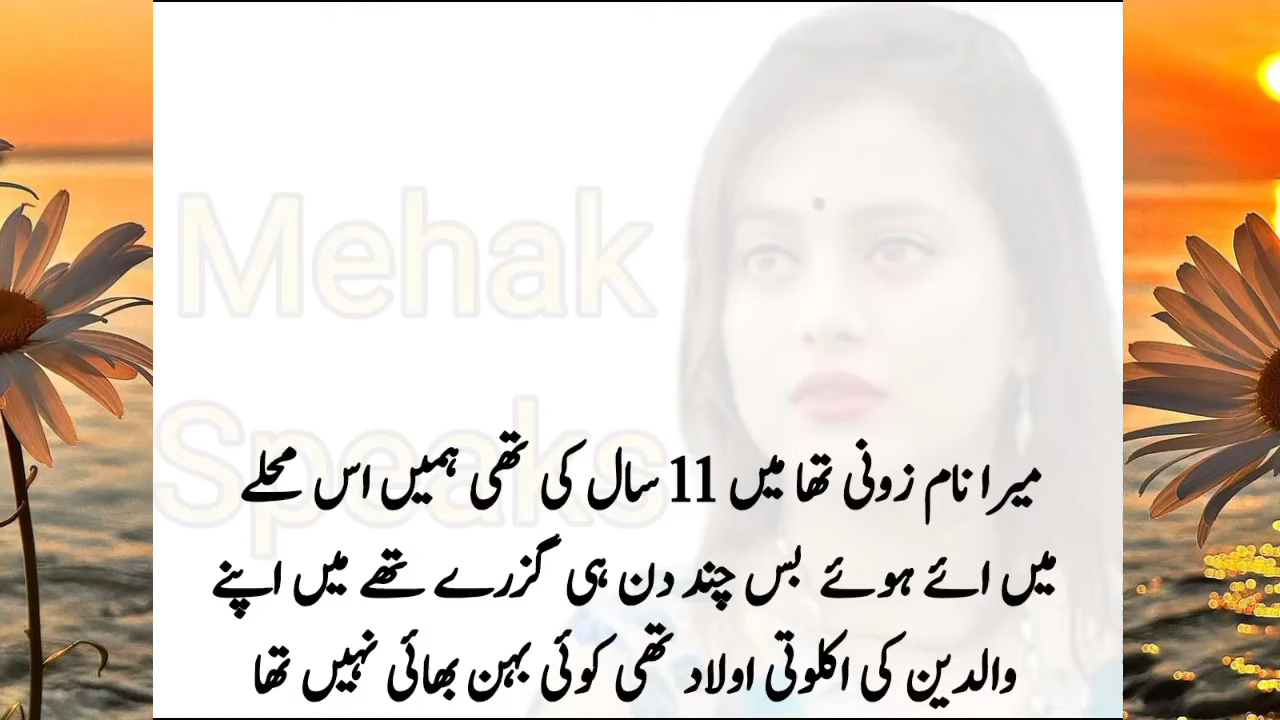 Mehak
Speaks
میرا نام زونی تھا میں 11 سال کی تھی ہمیں اس محلے
میں ائے ہوئے بس چند دن ہی گزرے تھے میں اپنے
والدین کی اکلوتی اولاد تھی کوئی بہن بھائی نہیں تھا